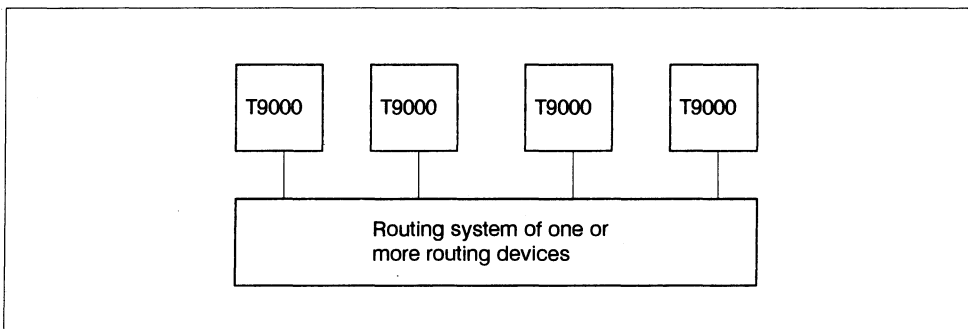 T9000 T9000 T9000 T9000
Routing system of one or
more routing devices